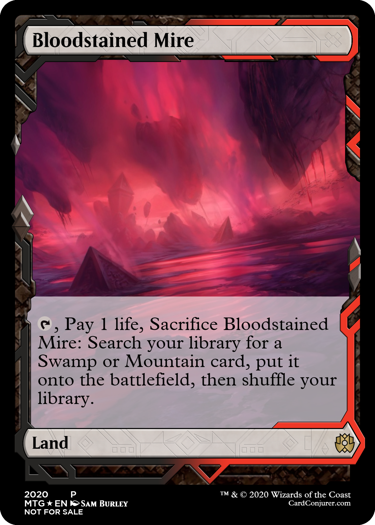 Bloodstained Mire
, Pay 1 life, Sacrifice Bloodstained
Mire: Search your library for a
Swamp or Mountain card, put it
onto the battlefield, then shuffle your
library.
Land
2020 P
MTG ★ EN Sam Burley
NOT FOR SALE
™ & © 2020 Wizards of the Coast
CardConjurer.com